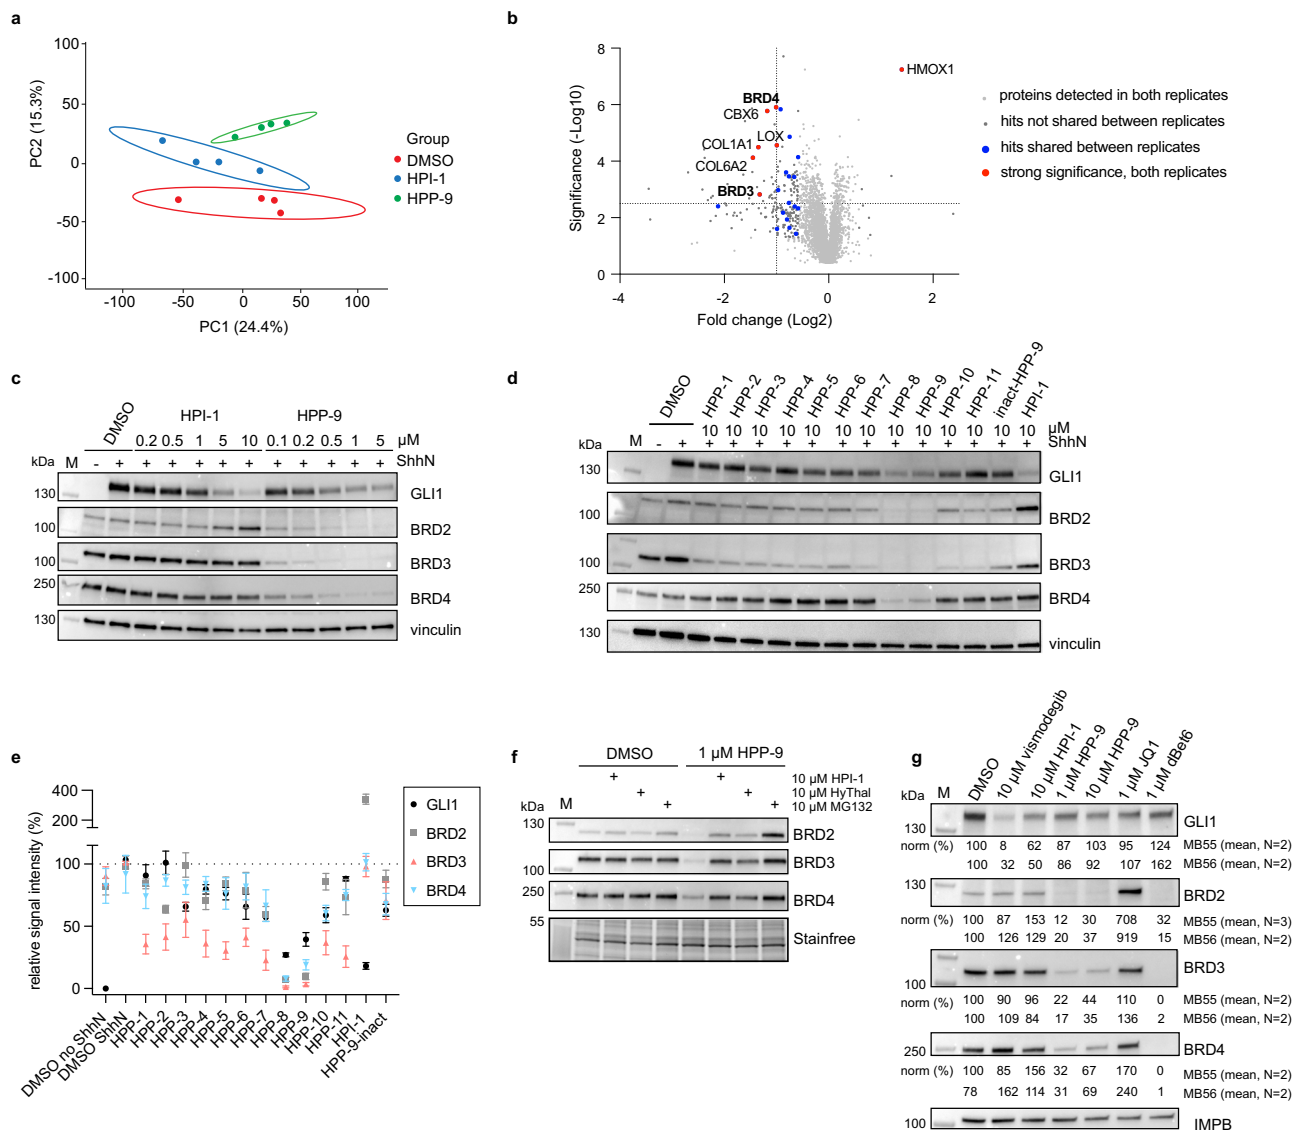 a
100
50
0
-50
-100
-100
-50
0
50
100
PC2 (15.3%)
PC1 (24.4%)
Group
DMSO
HPI-1
HPP-9
b
8
6
4
2
0
-4
-2
0
2
Significance (-Log10)
Fold change (Log2)
HMOX1
BRD4
CBX6
LOX
COL1A1
COL6A2
BRD3
proteins detected in both replicates
hits not shared between replicates
hits shared between replicates
strong significance, both replicates
c
DMSO
HPI-1
HPP-9
0.2 0.5 1 5 10 0.1 0.2 0.5 1 5 µM
kDa M - + + + + + + + + + + + ShhN
130 GLI1
100 BRD2
100 BRD3
250 BRD4
130 vinculin
d
DMSO
HPP-1
HPP-2
HPP-3
HPP-4
HPP-5
HPP-6
HPP-7
HPP-8
HPP-9
HPP-10
HPP-11
inact-HPP-9
HPI-1
10 10 10 10 10 10 10 10 10 10 10 10 10 µM
kDa M - + + + + + + + + + + + + + + ShhN
130 GLI1
100 BRD2
100 BRD3
250 BRD4
130 vinculin
e
400
200
100
50
0
relative signal intensity (%)
GLI1
BRD2
BRD3
BRD4
DMSO no ShhN
DMSO ShhN
HPP-1
HPP-2
HPP-3
HPP-4
HPP-5
HPP-6
HPP-7
HPP-8
HPP-9
HPP-10
HPP-11
HPI-1
HPP-9-inact
f
DMSO
1 µM HPP-9
+ + 10 µM HPI-1
+ + 10 µM HyThal
kDa M + + 10 µM MG132
BRD2
100 BRD3
250 BRD4
55 Stainfree
g
DMSO
10 µM vismodegib
10 µM HPI-1
1 µM HPP-9
10 µM HPP-9
1 µM JQ1
1 µM dBet6
kDa M
130 GLI1
norm (%) 100 8 62 87 103 95 124 MB55 (mean, N=2)
100 32 50 86 92 107 162 MB56 (mean, N=2)
130 BRD2
norm (%) 100 87 153 12 30 708 32 MB55 (mean, N=3)
100 126 129 20 37 919 15 MB56 (mean, N=2)
100 BRD3
norm (%) 100 90 96 22 44 110 0 MB55 (mean, N=2)
100 109 84 17 35 136 2 MB56 (mean, N=2)
250 BRD4
norm (%) 100 85 156 32 67 170 0 MB55 (mean, N=2)
78 162 114 31 69 240 1 MB56 (mean, N=2)
100 IMPB